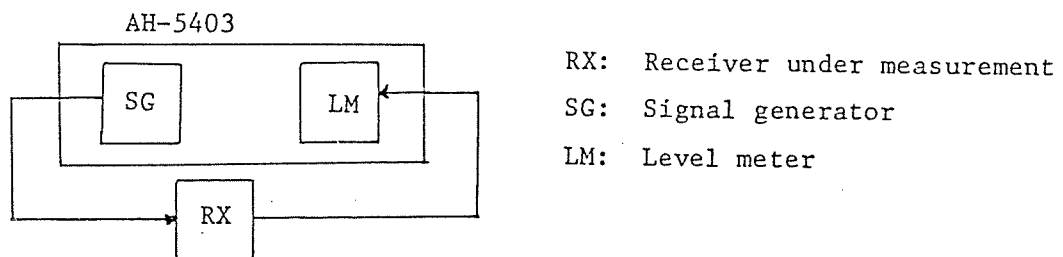 AH-5403
SG
LM
RX
RX: Receiver under measurement
SG: Signal generator
LM: Level meter